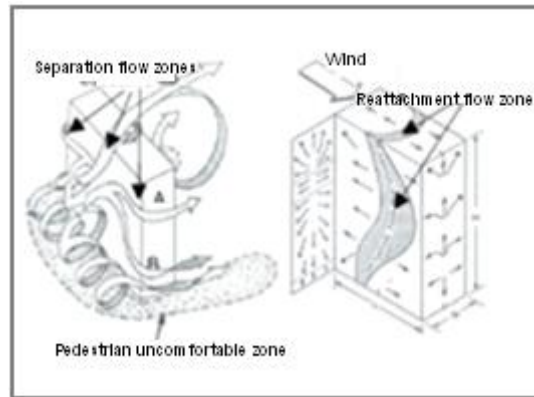 Separation flow zones
Wind
Reattachment flow zone
A
Pedestrian uncomfortable zone